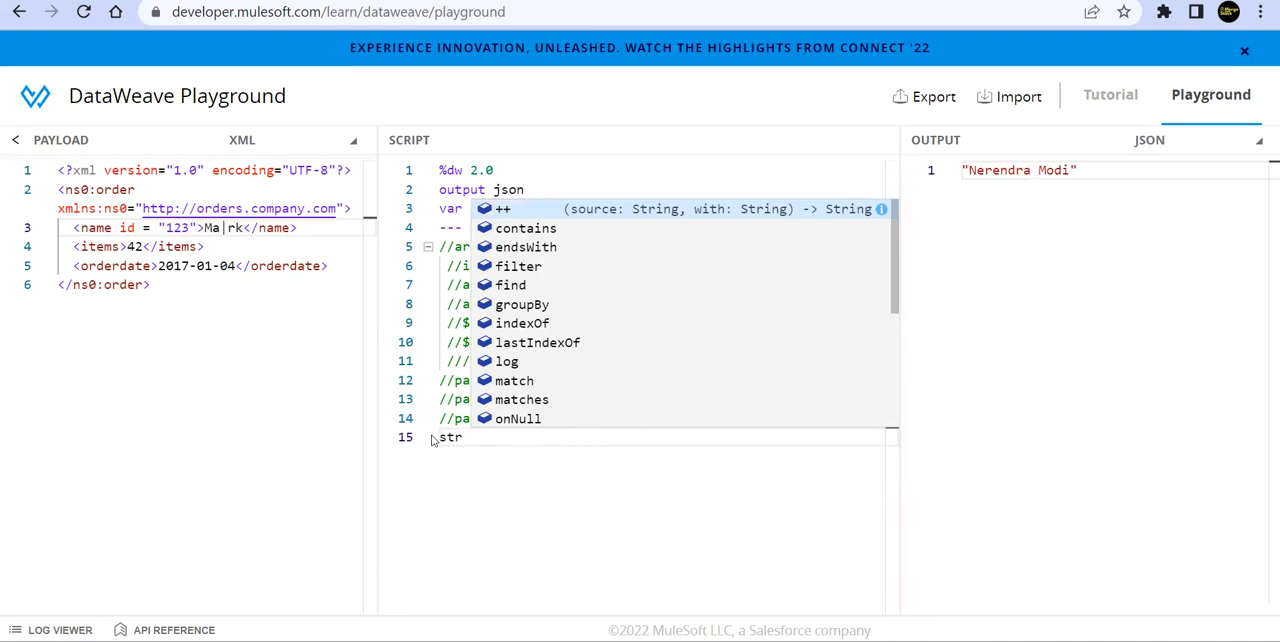 developer.mulesoft.com/learn/dataweave/playground
EXPERIENCE INNOVATION, UNLEASHED. WATCH THE HIGHLIGHTS FROM CONNECT '22
DataWeave Playground
Export
Import
Tutorial
Playground
PAYLOAD
XML
1 <?xml version="1.0" encoding="UTF-8"?>
2 <ns0:order
xmlns:ns0="http://orders.company.com">
3 <name id = "123">Mark</name>
4 <items>42</items>
5 <orderdate>2017-01-04</orderdate>
6 </ns0:order>
SCRIPT
1 %dw 2.0
2 output json
3 var
4 ---
5 //ar
6 //i
7 //a
8 //a
9 //$
10 //$
11 ///
12 //pa
13 //pa
14 //pa
15 str
++ (source: String, with: String) -> String
contains
endsWith
filter
find
groupBy
indexOf
lastIndexOf
log
match
matches
onNull
OUTPUT
JSON
1 "Nerendra Modi"
LOG VIEWER
API REFERENCE
©2022 MuleSoft LLC, a Salesforce company